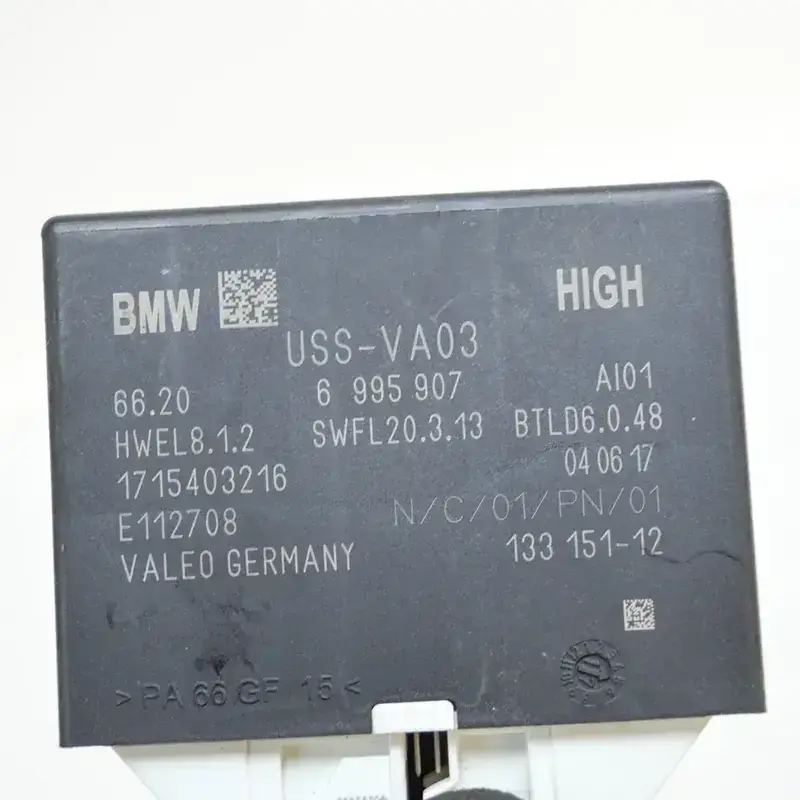 BMW HIGH
USS-VA03
66.20 6 995 907 AI01
HWEL8.1.2 SWFL20.3.13 BTLD6.0.48
1715403216 04 06 17
E112708 N/C/01/PN/01
VALEO GERMANY 133 151-12
>PA 66 GF 15<